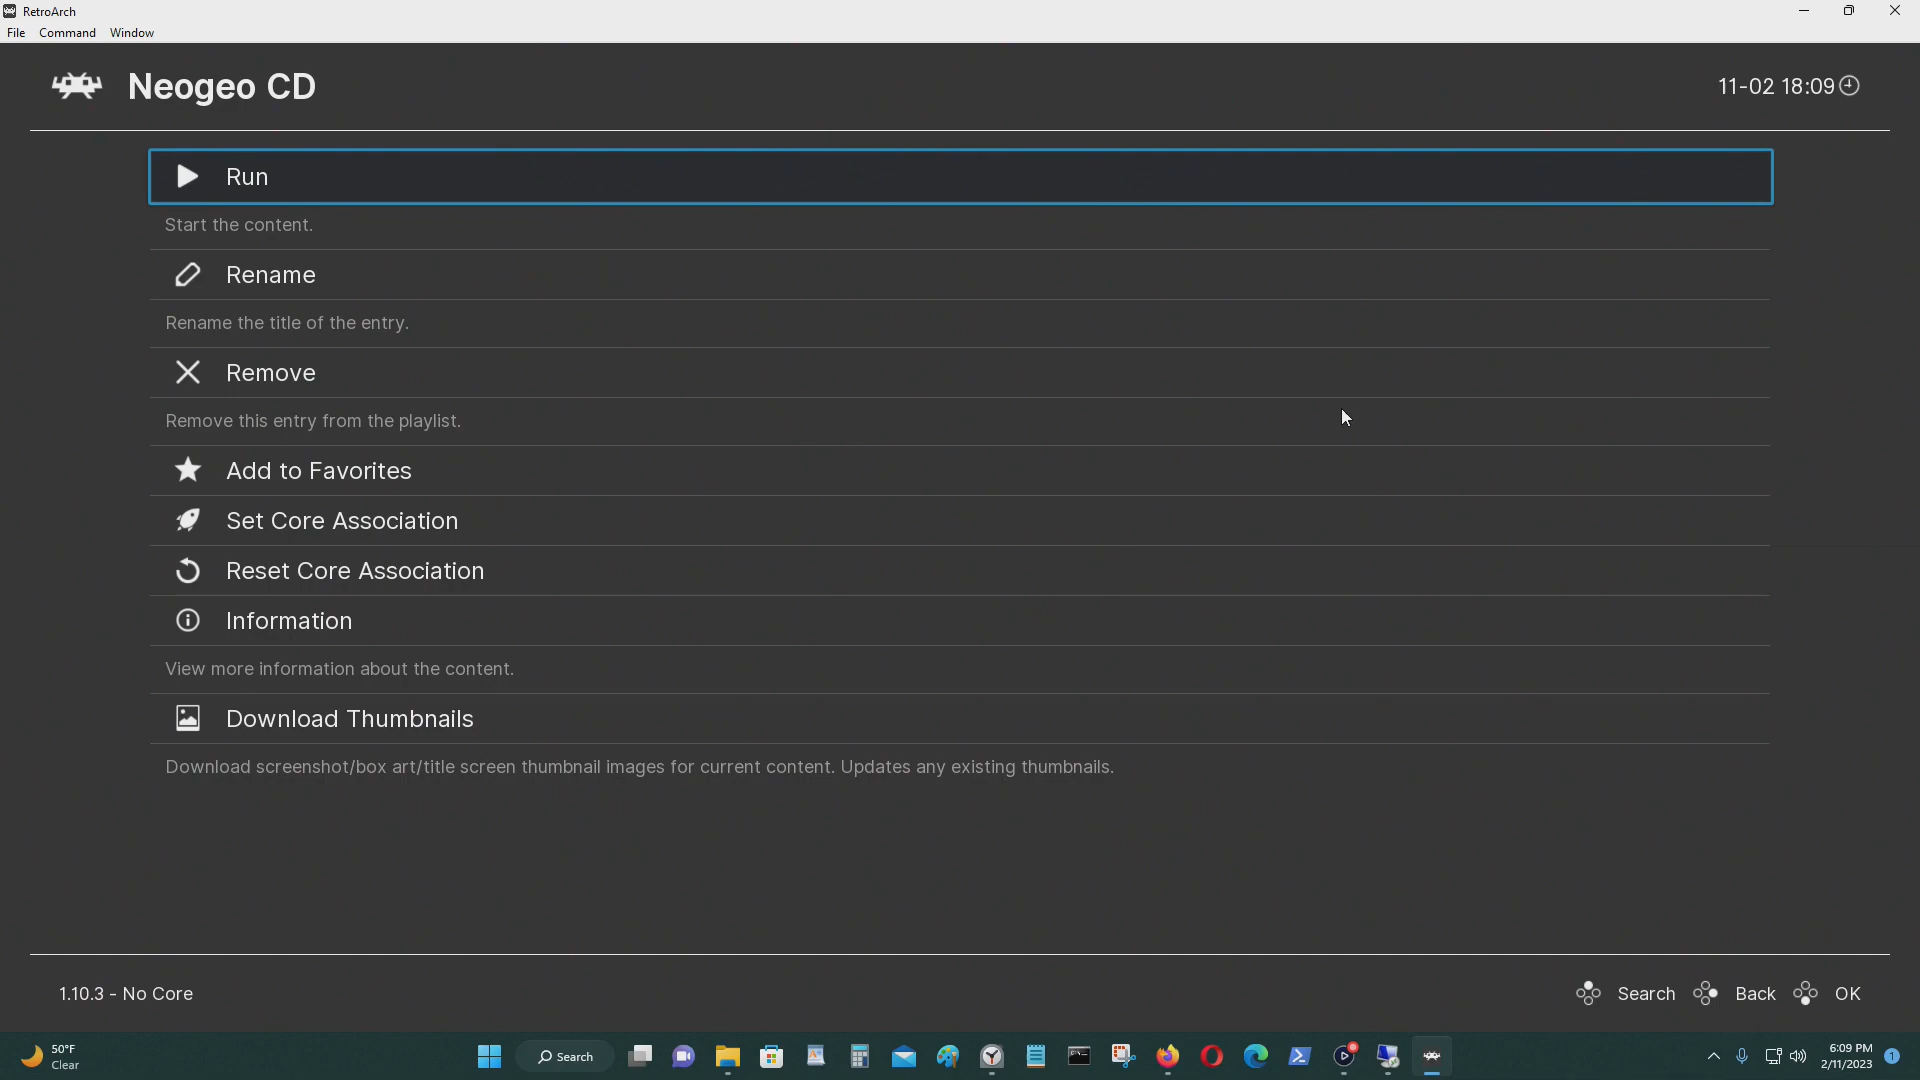 RetroArch
File Command Window
Neogeo CD
11-02 18:09
Run
Start the content.
Rename
Rename the title of the entry.
Remove
Remove this entry from the playlist.
Add to Favorites
Set Core Association
Reset Core Association
Information
View more information about the content.
Download Thumbnails
Download screenshot/box art/title screen thumbnail images for current content. Updates any existing thumbnails.
1.10.3 - No Core
Search Back OK
50°F
Clear
Search
6:09 PM
2/11/2023
1